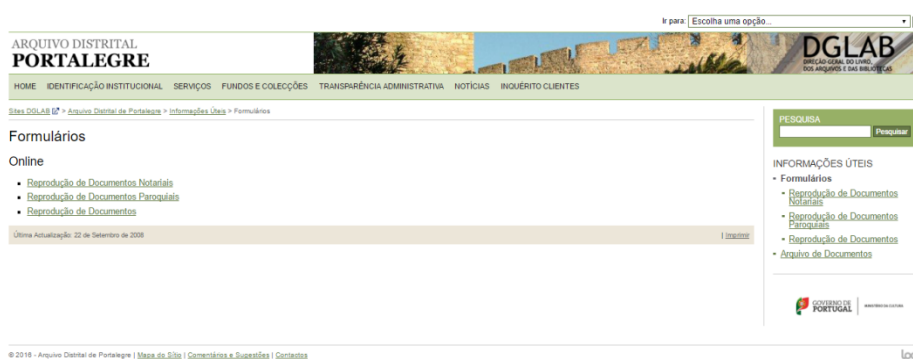 Ir para: Escolha uma opção...
ARQUIVO DISTRITAL
PORTALEGRE
DGLAB
DIREÇÃO-GERAL DO LIVRO,
DOS ARQUIVOS E DAS BIBLIOTECAS
HOME IDENTIFICAÇÃO INSTITUCIONAL SERVIÇOS FUNDOS E COLECÇÕES TRANSPARÊNCIA ADMINISTRATIVA NOTÍCIAS INQUÉRITO CLIENTES
Sites DGLAB > Arquivo Distrital de Portalegre > Informações Úteis > Formulários
Formulários
Online
• Reprodução de Documentos Notariais
• Reprodução de Documentos Paroquiais
• Reprodução de Documentos
Última Actualização: 22 de Setembro de 2008 | Imprimir
PESQUISA
Pesquisar
INFORMAÇÕES ÚTEIS
Formulários
Reprodução de Documentos
Notariais
Reprodução de Documentos
Paroquiais
Reprodução de Documentos
Arquivo de Documentos
GOVERNO DE
PORTUGAL
MINISTÉRIO DA CULTURA
© 2016 - Arquivo Distrital de Portalegre | Mapa do Sítio | Comentários e Sugestões | Contactos